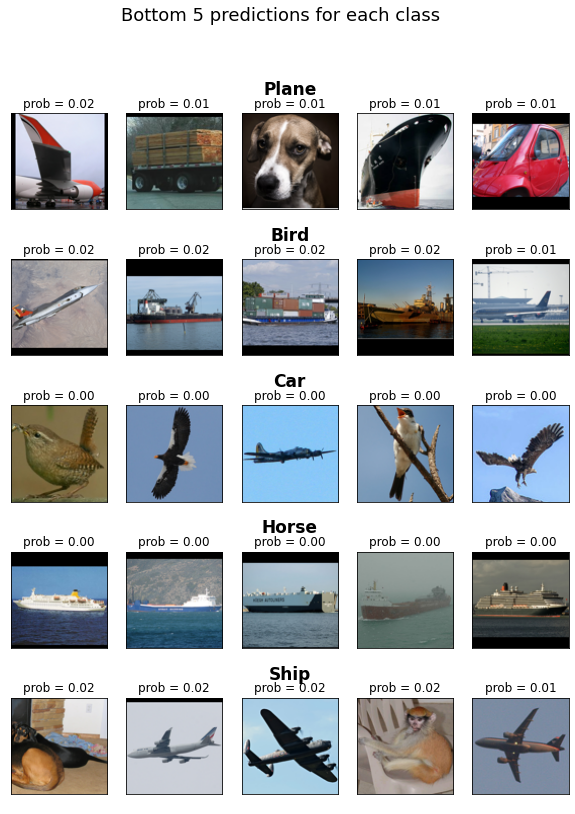 Bottom 5 predictions for each class
Plane
prob = 0.02 prob = 0.01 prob = 0.01 prob = 0.01 prob = 0.01
Bird
prob = 0.02 prob = 0.02 prob = 0.02 prob = 0.02 prob = 0.01
Car
prob = 0.00 prob = 0.00 prob = 0.00 prob = 0.00 prob = 0.00
Horse
prob = 0.00 prob = 0.00 prob = 0.00 prob = 0.00 prob = 0.00
Ship
prob = 0.02 prob = 0.02 prob = 0.02 prob = 0.02 prob = 0.01